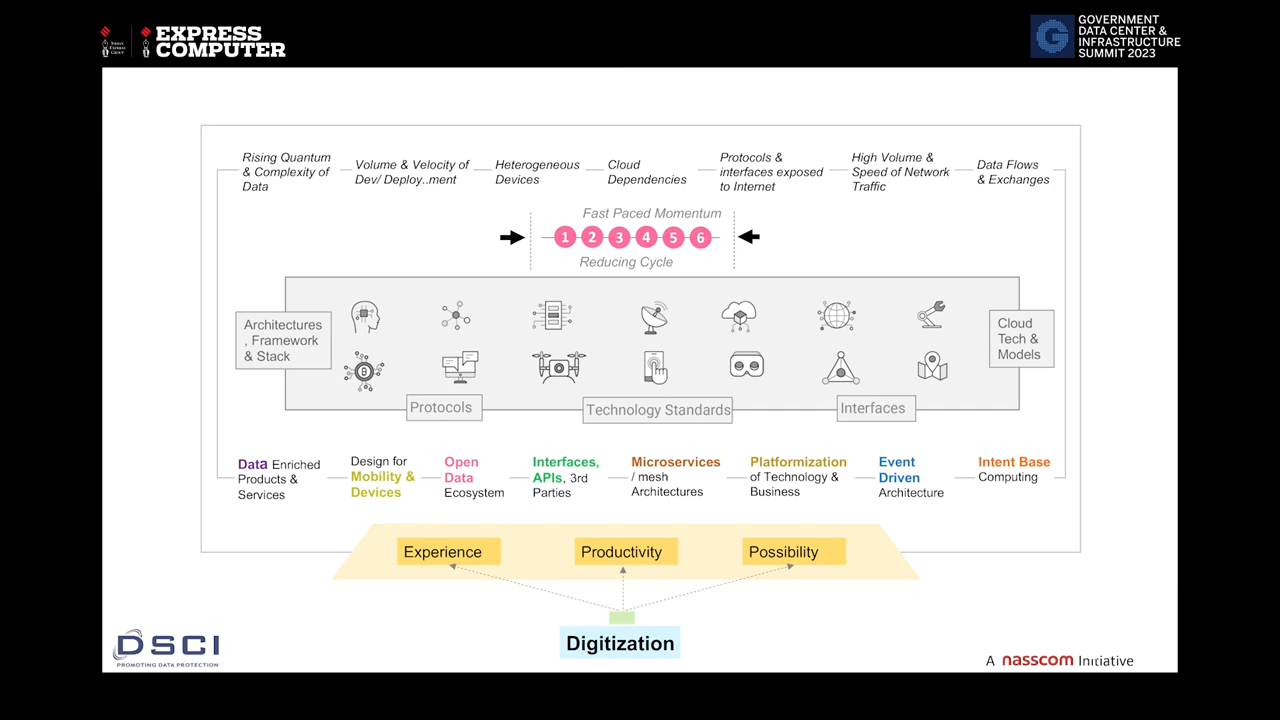 EXPRESS
COMPUTER
GOVERNMENT
DATA CENTER &
INFRASTRUCTURE
SUMMIT 2023
Rising Quantum
& Complexity of
Data
Volume & Velocity of
Dev/ Deploy..ment
Heterogeneous
Devices
Cloud
Dependencies
Protocols &
interfaces exposed
to Internet
High Volume &
Speed of Network
Traffic
Data Flows
& Exchanges
Fast Paced Momentum
1 2 3 4 5 6
Reducing Cycle
Architectures
, Framework
& Stack
Cloud
Tech &
Models
Protocols
Technology Standards
Interfaces
Data Enriched
Products &
Services
Design for
Mobility &
Devices
Open
Data
Ecosystem
Interfaces,
APIs, 3rd
Parties
Microservices
/ mesh
Architectures
Platformization
of Technology &
Business
Event
Driven
Architecture
Intent Base
Computing
Experience
Productivity
Possibility
Digitization
DSCI
PROMOTING DATA PROTECTION
A nasscom Initiative